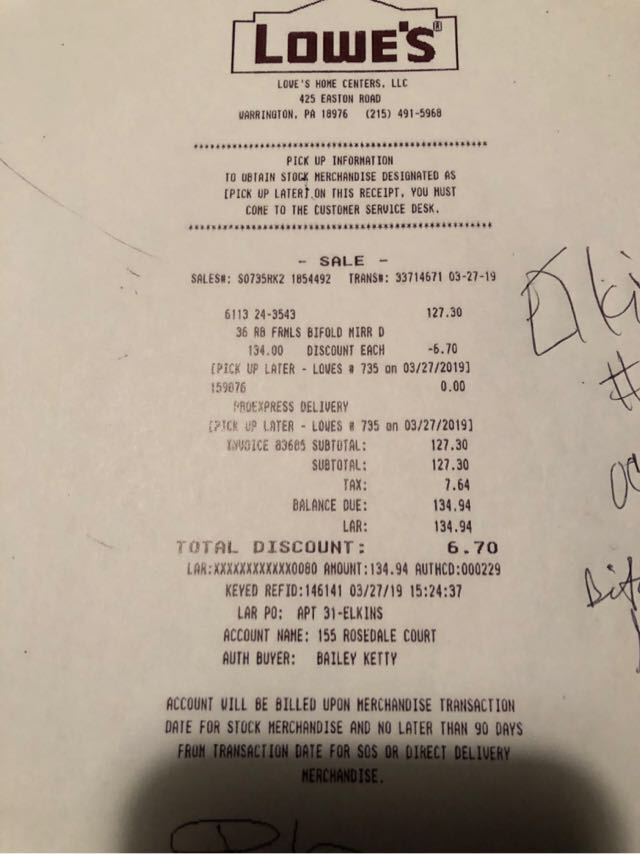 LOWE'S
LOWE'S HOME CENTERS, LLC
425 EASTON ROAD
WARRINGTON, PA 18976 (215) 491-5968
****************************************************
PICK UP INFORMATION
TO OBTAIN STOCK MERCHANDISE DESIGNATED AS
[PICK UP LATER] ON THIS RECEIPT, YOU MUST
COME TO THE CUSTOMER SERVICE DESK.
****************************************************
- SALE -
SALES#: S0735RK2 1854492 TRANS#: 33714671 03-27-19
6113 24-3543 127.30
36 RB FRMLS BIFOLD MIRR D
134.00 DISCOUNT EACH -6.70
[PICK UP LATER - LOWES # 735 on 03/27/2019]
159876 0.00
PROEXPRESS DELIVERY
[PICK UP LATER - LOWES # 735 on 03/27/2019]
INVOICE 83685 SUBTOTAL: 127.30
SUBTOTAL: 127.30
TAX: 7.64
BALANCE DUE: 134.94
LAR: 134.94
TOTAL DISCOUNT: 6.70
LAR:XXXXXXXXXXXX0080 AMOUNT:134.94 AUTHCD:000229
KEYED REFID:146141 03/27/19 15:24:37
LAR PO: APT 31-ELKINS
ACCOUNT NAME: 155 ROSEDALE COURT
AUTH BUYER: BAILEY KETTY
ACCOUNT WILL BE BILLED UPON MERCHANDISE TRANSACTION
DATE FOR STOCK MERCHANDISE AND NO LATER THAN 90 DAYS
FROM TRANSACTION DATE FOR SOS OR DIRECT DELIVERY
MERCHANDISE.
Elki
#